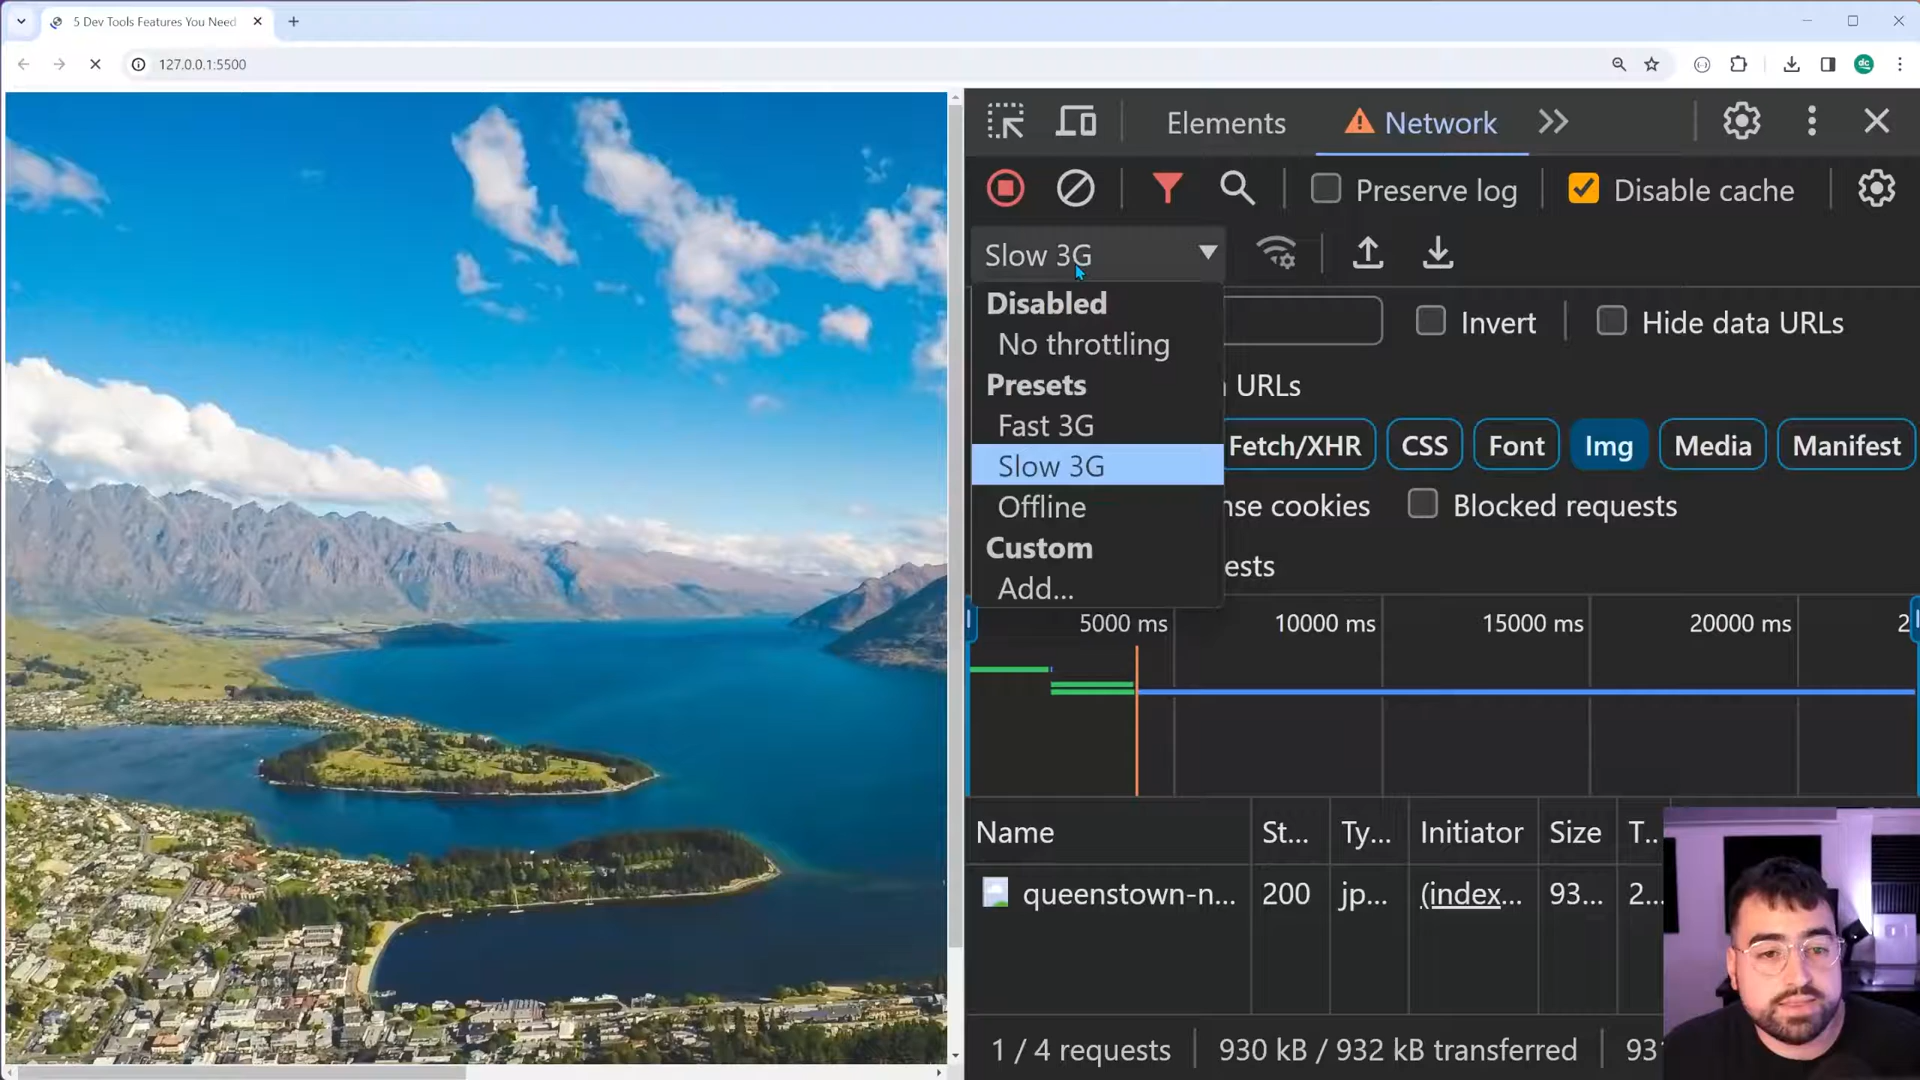 5 Dev Tools Features You Need
127.0.0.1:5500
Elements
Network
Preserve log
Disable cache
Slow 3G
Disabled
No throttling
Presets
Fast 3G
Slow 3G
Offline
Custom
Add...
Invert
Hide data URLs
URLs
Fetch/XHR
CSS
Font
Img
Media
Manifest
nse cookies
Blocked requests
ests
5000 ms
10000 ms
15000 ms
20000 ms
2
Name
St...
Ty...
Initiator
Size
T...
queenstown-n...
200
jp...
(index...
93...
2...
1 / 4 requests
930 kB / 932 kB transferred
93